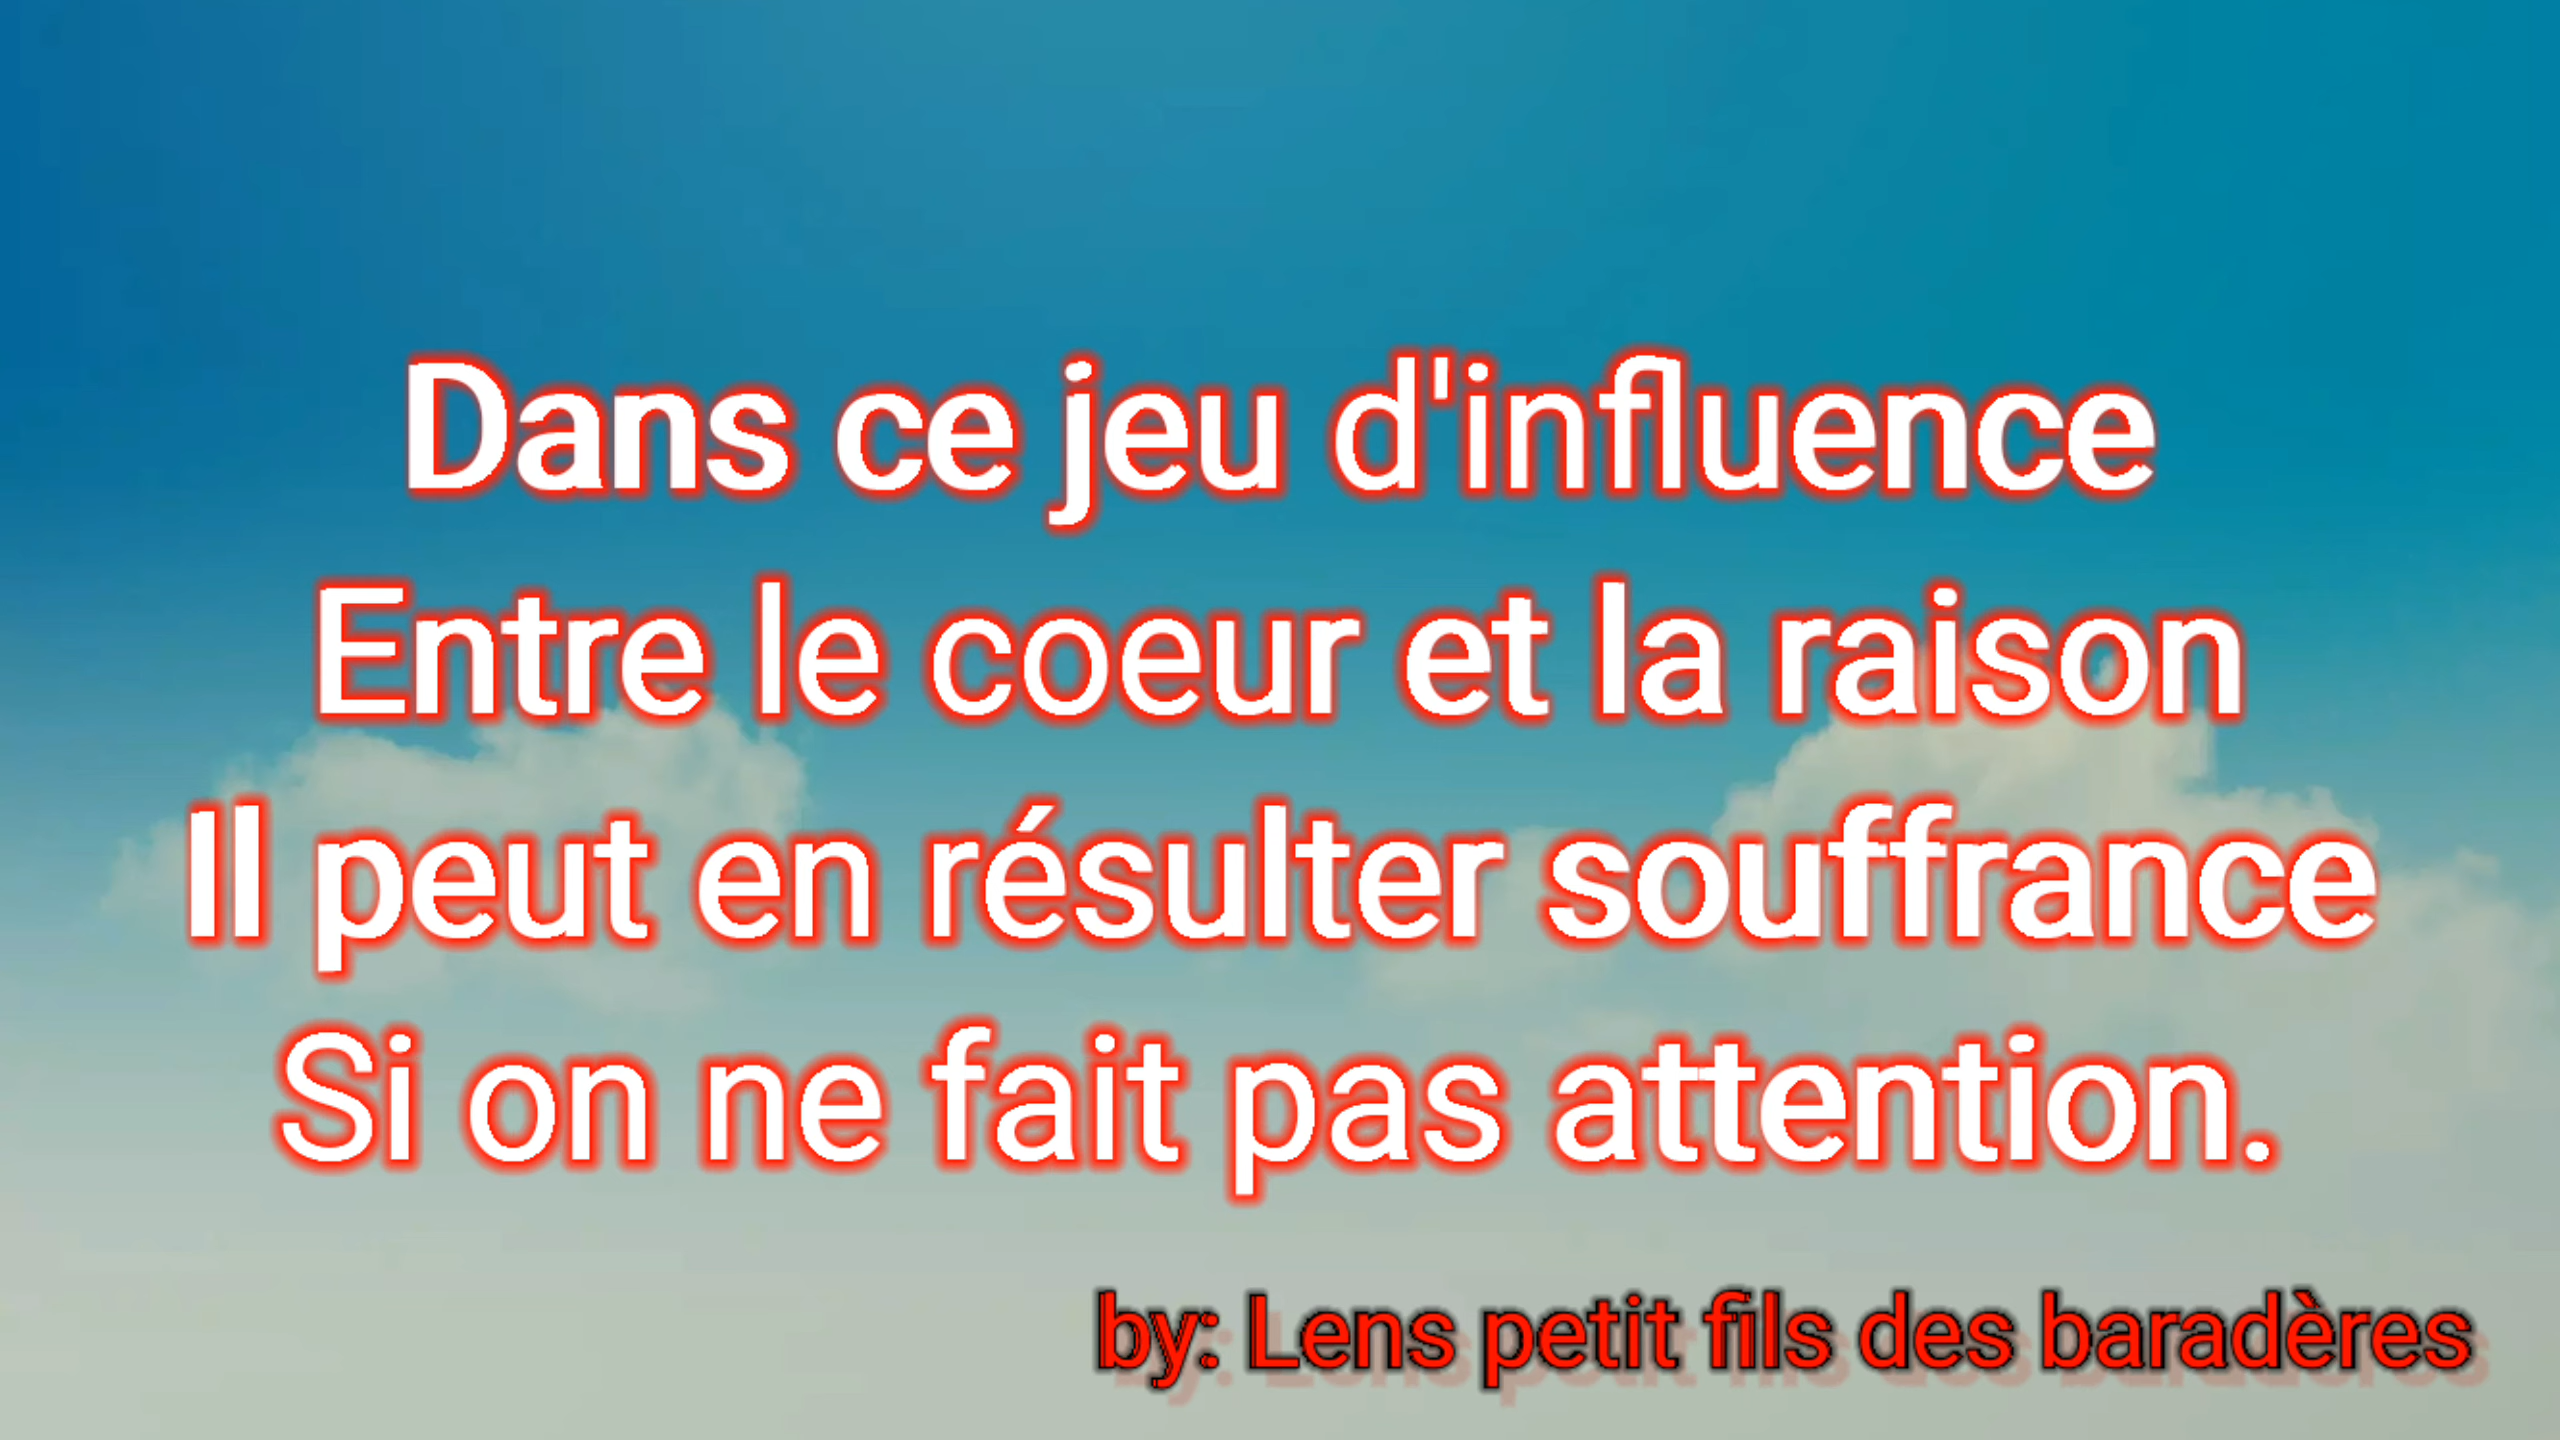 Dans ce jeu d'influence
Entre le coeur et la raison
Il peut en résulter souffrance
Si on ne fait pas attention.
by: Lens petit fils des baradères